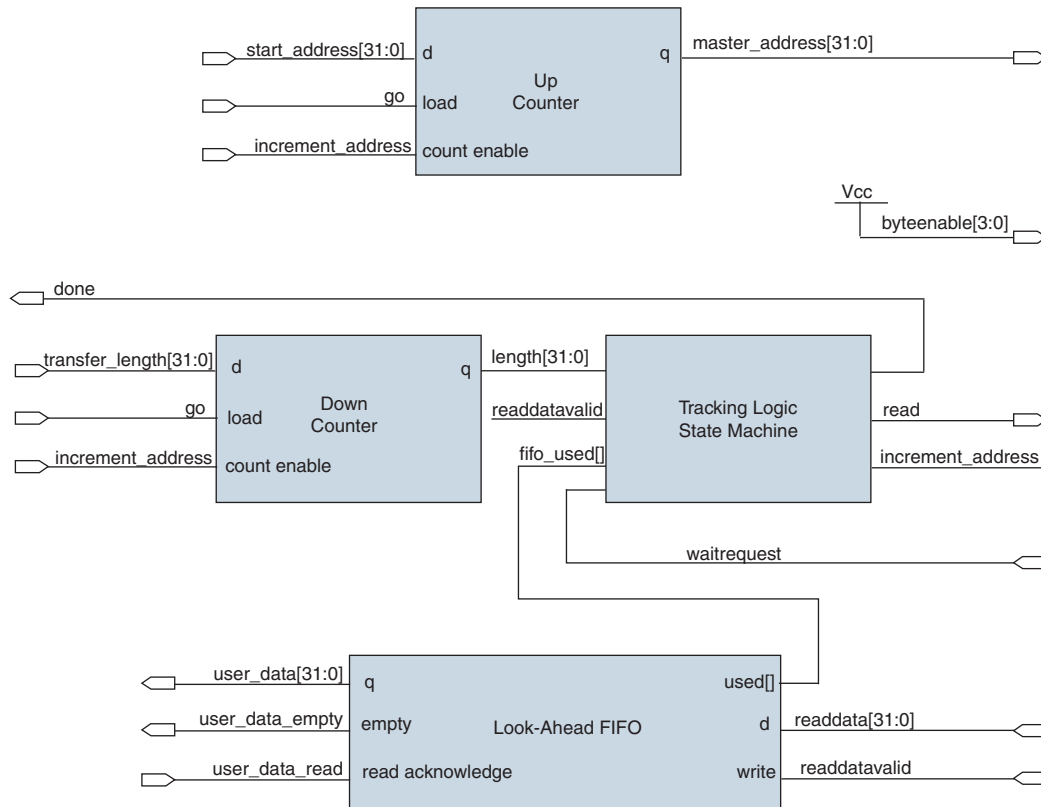 start_address[31:0]
d
q
master_address[31:0]
Up
Counter
go
load
increment_address
count enable
Vcc
byteenable[3:0]
done
transfer_length[31:0]
d
q
length[31:0]
Down
Counter
go
load
readdatavalid
Tracking Logic
State Machine
read
increment_address
count enable
fifo_used[]
increment_address
waitrequest
user_data[31:0]
q
used[]
user_data_empty
empty
Look-Ahead FIFO
d
readdata[31:0]
user_data_read
read acknowledge
write
readdatavalid